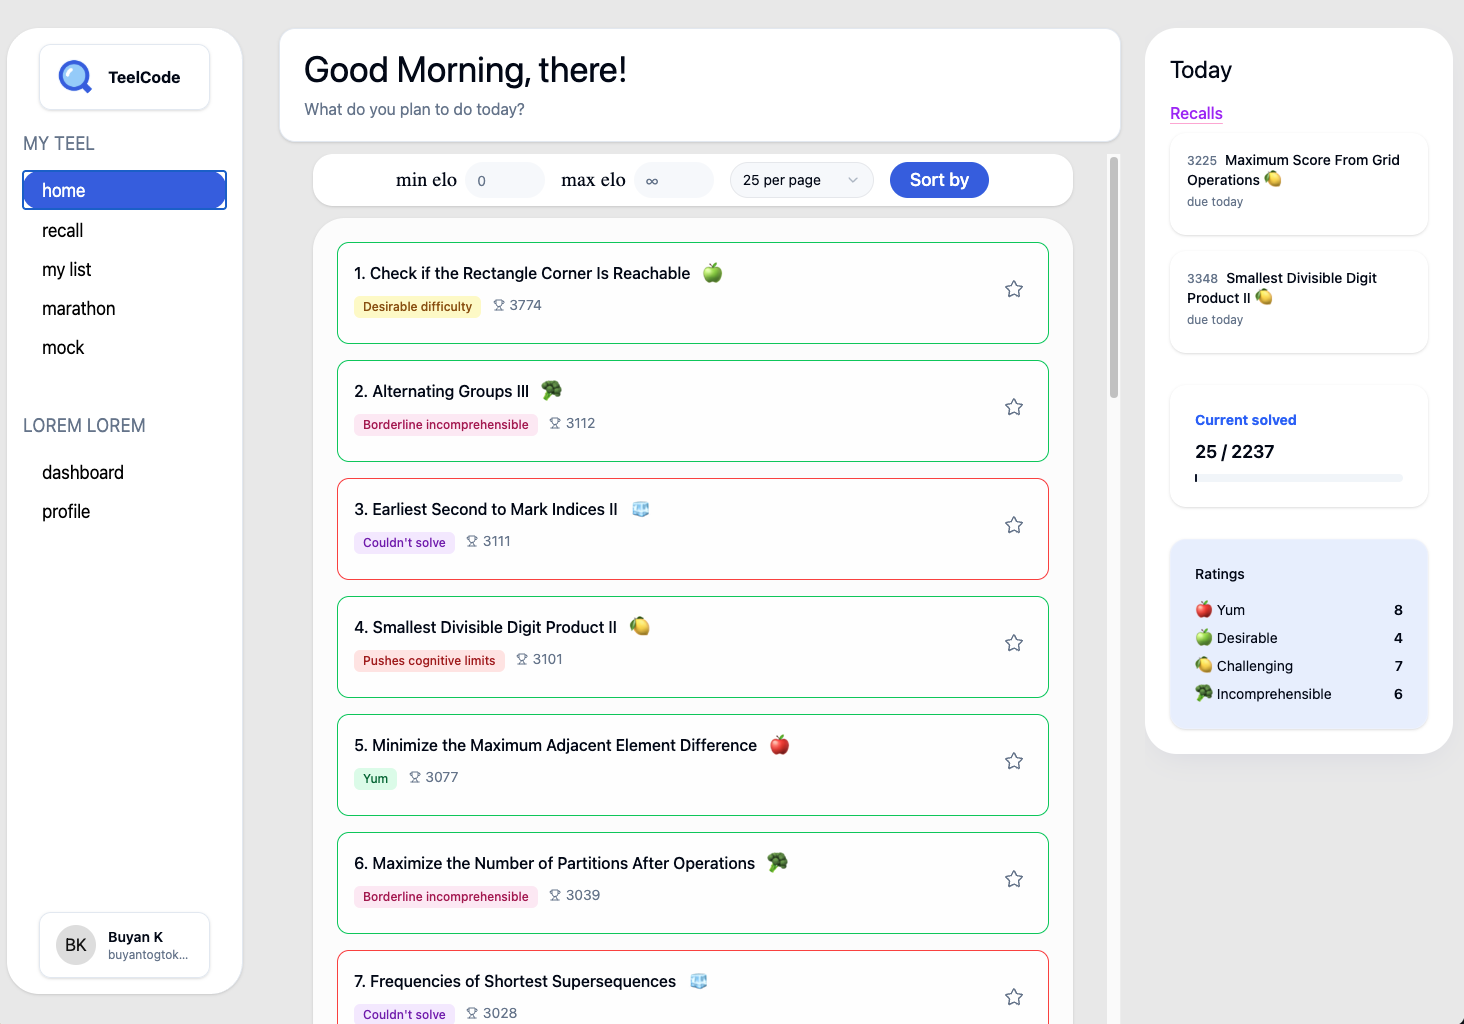 TeelCode
MY TEEL
home
recall
my list
marathon
mock
LOREM LOREM
dashboard
profile
BK
Buyan K
buyantogtok...
Good Morning, there!
What do you plan to do today?
min elo
0
max elo
∞
25 per page
Sort by
1. Check if the Rectangle Corner Is Reachable 🍏
Desirable difficulty
3774
2. Alternating Groups III 🥦
Borderline incomprehensible
3112
3. Earliest Second to Mark Indices II 🧊
Couldn't solve
3111
4. Smallest Divisible Digit Product II 🍋
Pushes cognitive limits
3101
5. Minimize the Maximum Adjacent Element Difference 🍎
Yum
3077
6. Maximize the Number of Partitions After Operations 🥦
Borderline incomprehensible
3039
7. Frequencies of Shortest Supersequences 🧊
Couldn't solve
3028
Today
Recalls
3225 Maximum Score From Grid
Operations 🍋
due today
3348 Smallest Divisible Digit
Product II 🍋
due today
Current solved
25 / 2237
Ratings
🍎 Yum 8
🍏 Desirable 4
🍋 Challenging 7
🥦 Incomprehensible 6